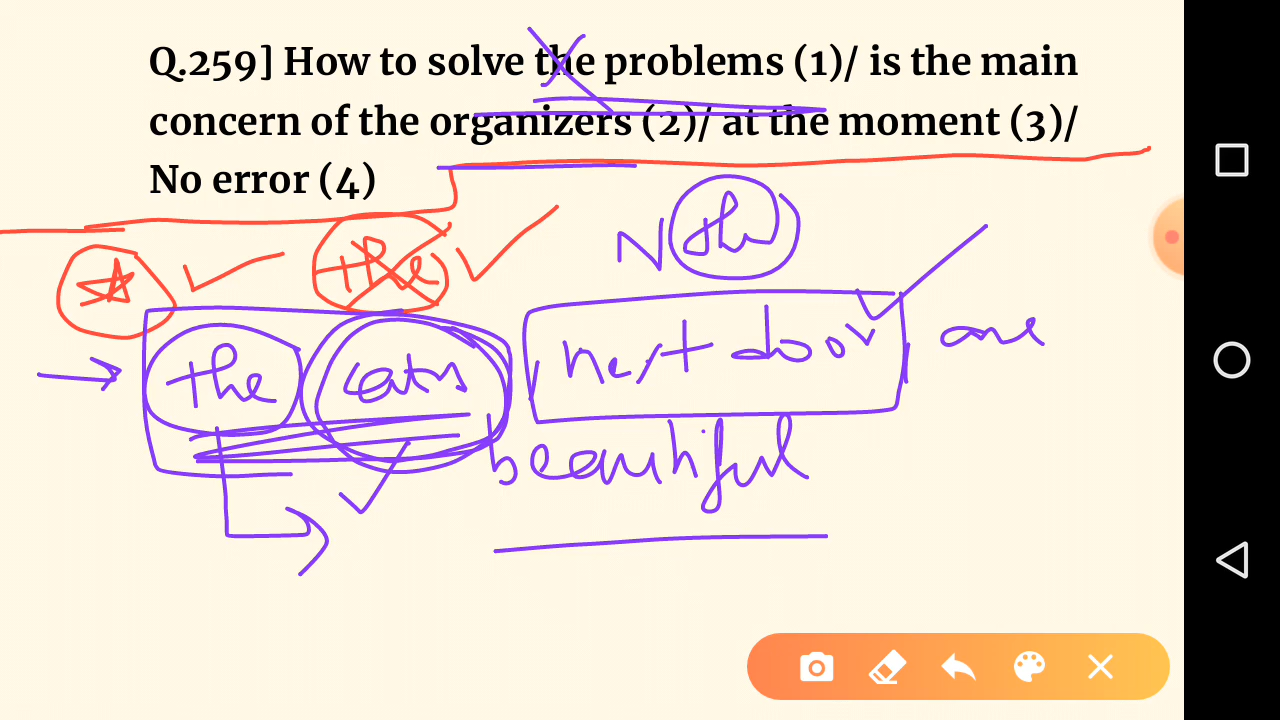 Q.259] How to solve the problems (1)/ is the main
concern of the organizers (2)/ at the moment (3)/
No error (4)
the
N the
the cats next door are
beautiful